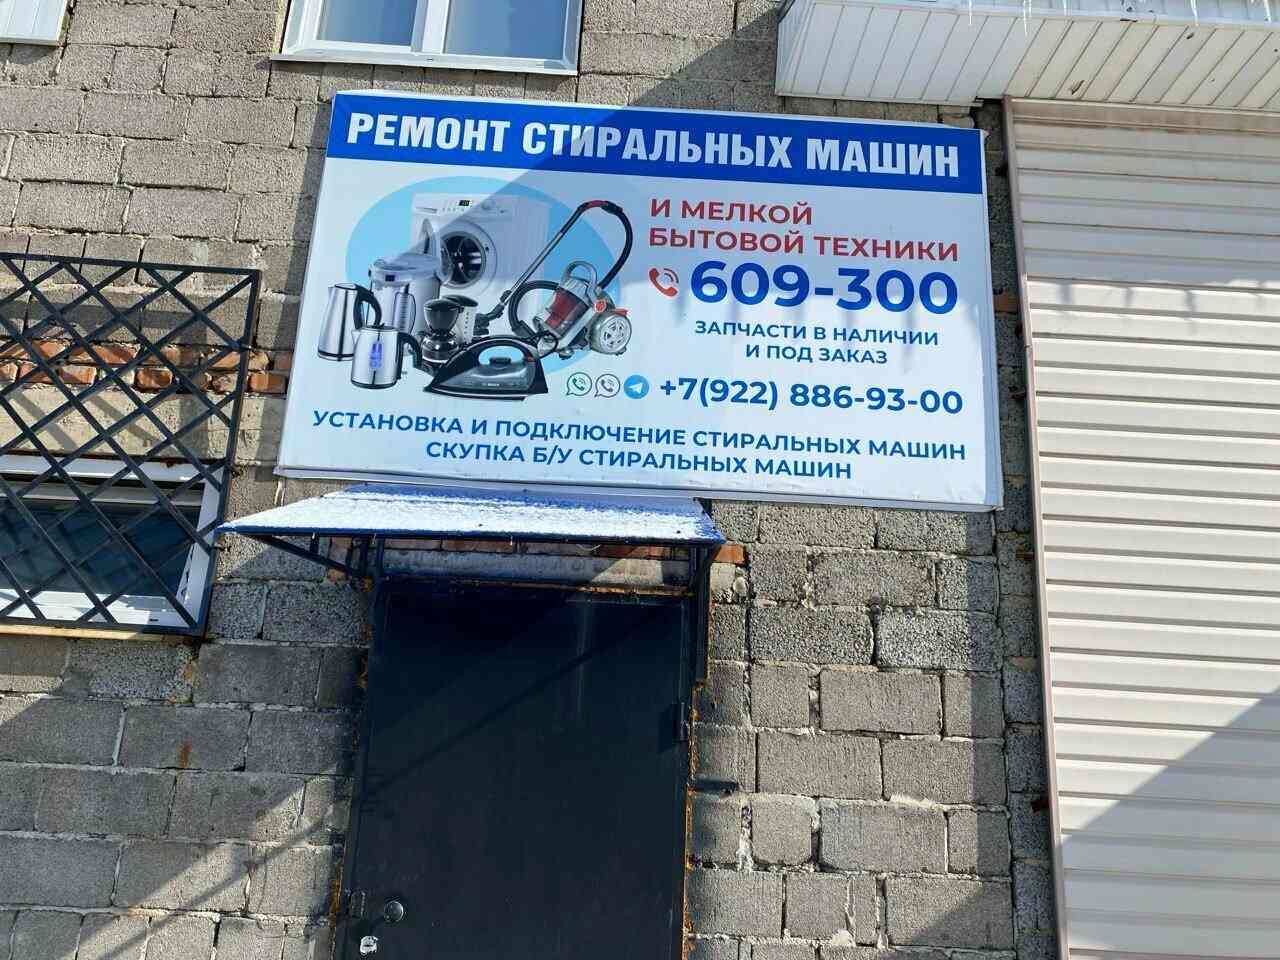 РЕМОНТ СТИРАЛЬНЫХ МАШИН
И МЕЛКОЙ
БЫТОВОЙ ТЕХНИКИ
609-300
ЗАПЧАСТИ В НАЛИЧИИ
И ПОД ЗАКАЗ
+7(922) 886-93-00
УСТАНОВКА И ПОДКЛЮЧЕНИЕ СТИРАЛЬНЫХ МАШИН
СКУПКА Б/У СТИРАЛЬНЫХ МАШИН